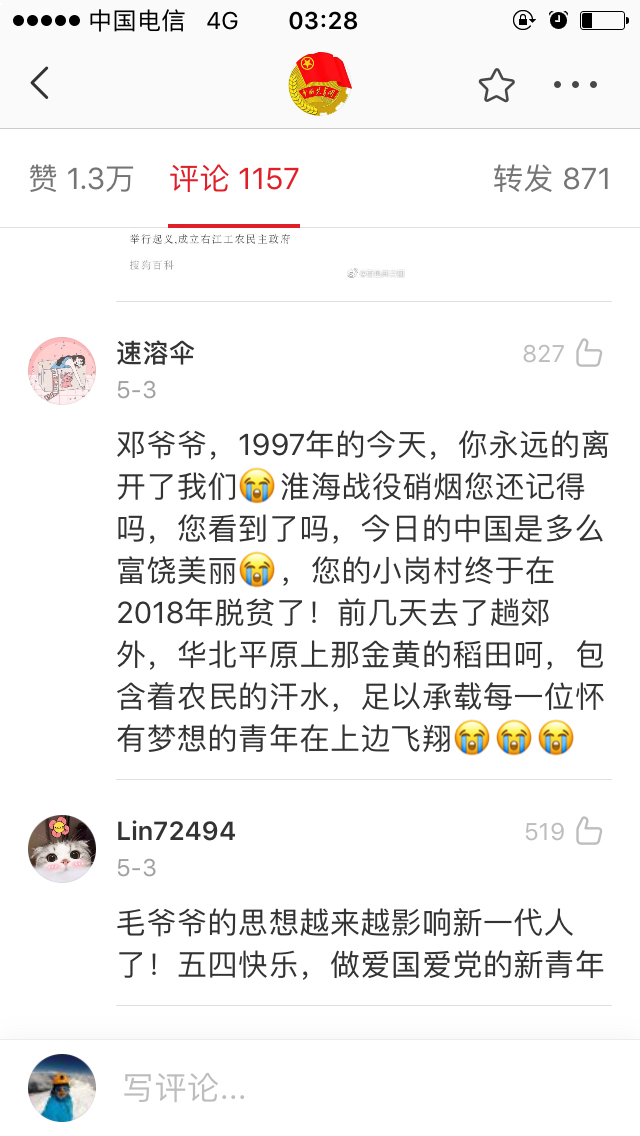 中国电信 4G 03:28
赞 1.3万 评论 1157 转发 871
举行起义,成立右江工农民主政府
搜狗百科
速溶伞 827
5-3
邓爷爷，1997年的今天，你永远的离
开了我们😭淮海战役硝烟您还记得
吗，您看到了吗，今日的中国是多么
富饶美丽😭，您的小岗村终于在
2018年脱贫了！前几天去了趟郊
外，华北平原上那金黄的稻田呵，包
含着农民的汗水，足以承载每一位怀
有梦想的青年在上边飞翔😭😭😭
Lin72494 519
5-3
毛爷爷的思想越来越影响新一代人
了！五四快乐，做爱国爱党的新青年
写评论...